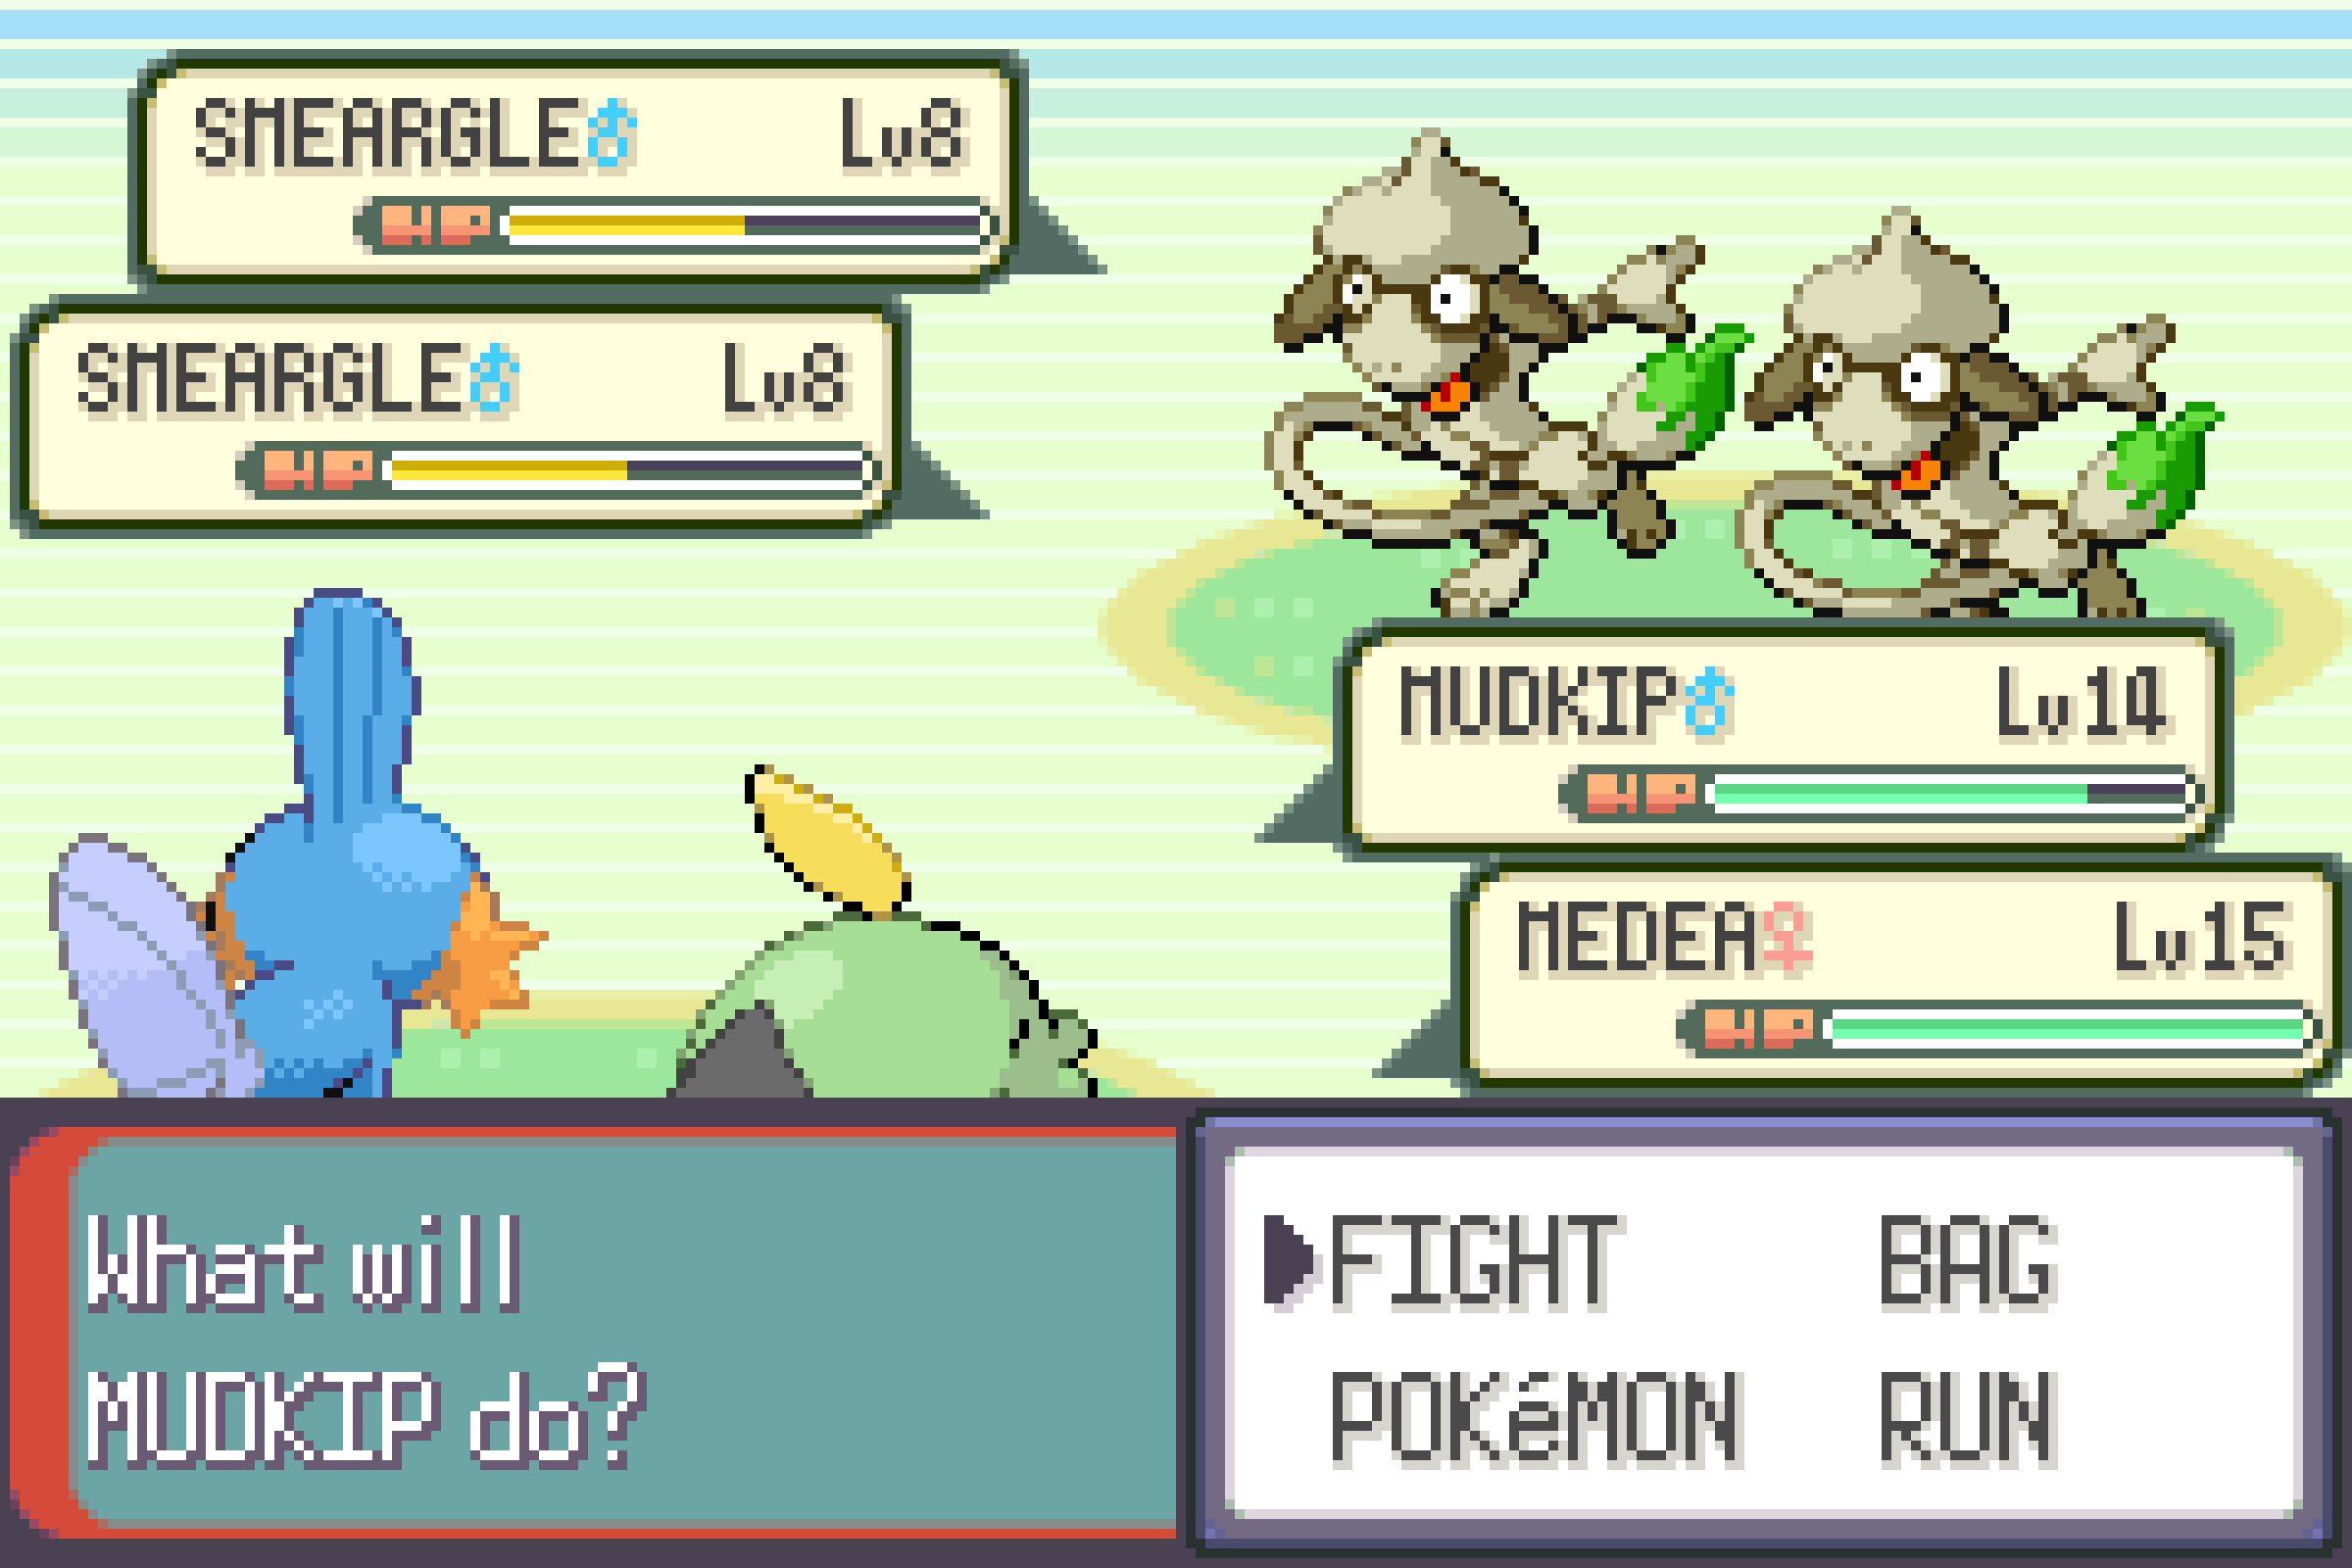 SMEARGLE♂ Lv8
HP
SMEARGLE♂ Lv8
HP
MUDKIP♂ Lv14
HP
MEDEA♀ Lv15
HP
What will
MUDKIP do?
FIGHT BAG
POKéMON RUN